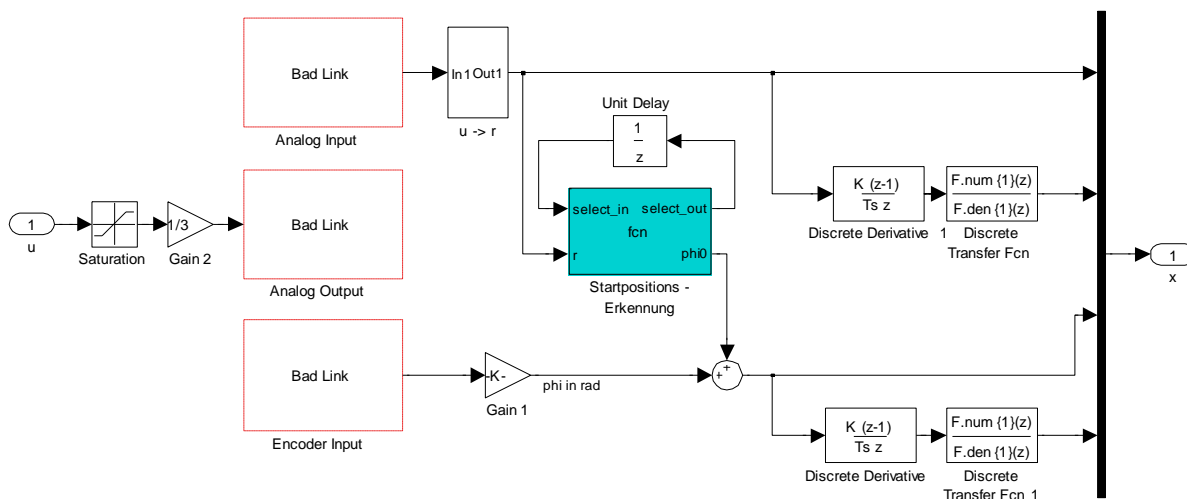 Bad Link
Analog Input
In1 Out1
u -> r
Unit Delay
1
z
select_in select_out
fcn
r phi0
Startpositions -
Erkennung
1
u
Saturation
1/3
Gain 2
Bad Link
Analog Output
K (z-1)
Ts z
Discrete Derivative 1
F.num {1}(z)
F.den {1}(z)
Discrete
Transfer Fcn
1
x
Bad Link
Encoder Input
-K-
Gain 1
phi in rad
+ +
K (z-1)
Ts z
Discrete Derivative
F.num {1}(z)
F.den {1}(z)
Discrete
Transfer Fcn 1